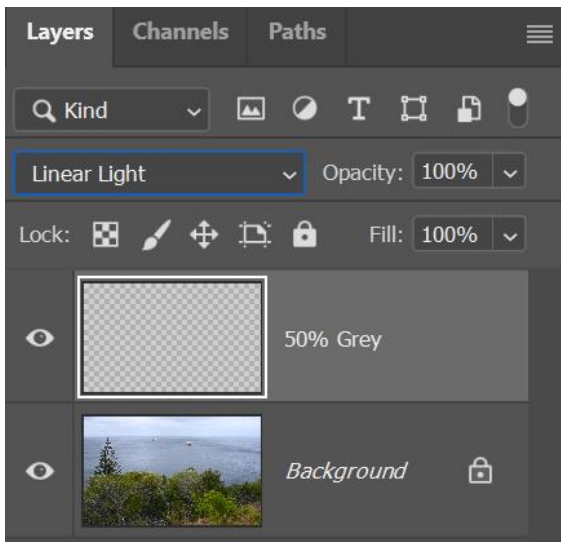 Layers Channels Paths
Kind
Linear Light Opacity: 100%
Lock: Fill: 100%
50% Grey
Background